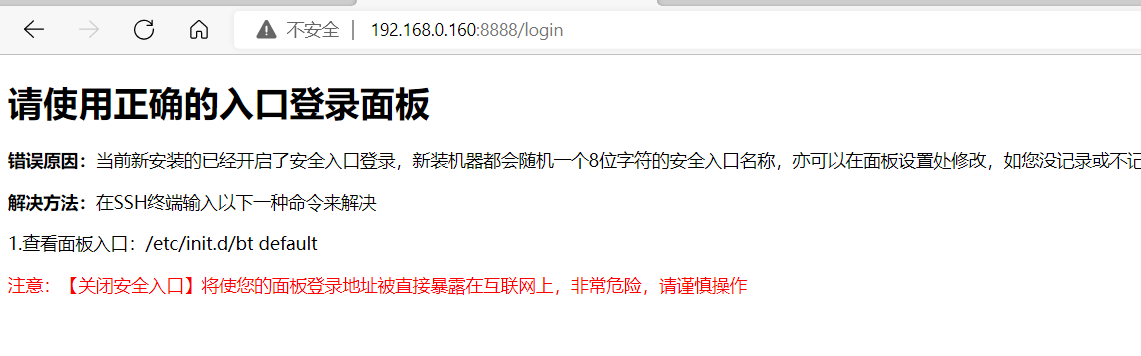 不安全 | 192.168.0.160:8888/login
请使用正确的入口登录面板
错误原因：当前新安装的已经开启了安全入口登录，新装机器都会随机一个8位字符的安全入口名称，亦可以在面板设置处修改，如您没记录或不记
解决方法：在SSH终端输入以下一种命令来解决
1.查看面板入口：/etc/init.d/bt default
注意：【关闭安全入口】将使您的面板登录地址被直接暴露在互联网上，非常危险，请谨慎操作